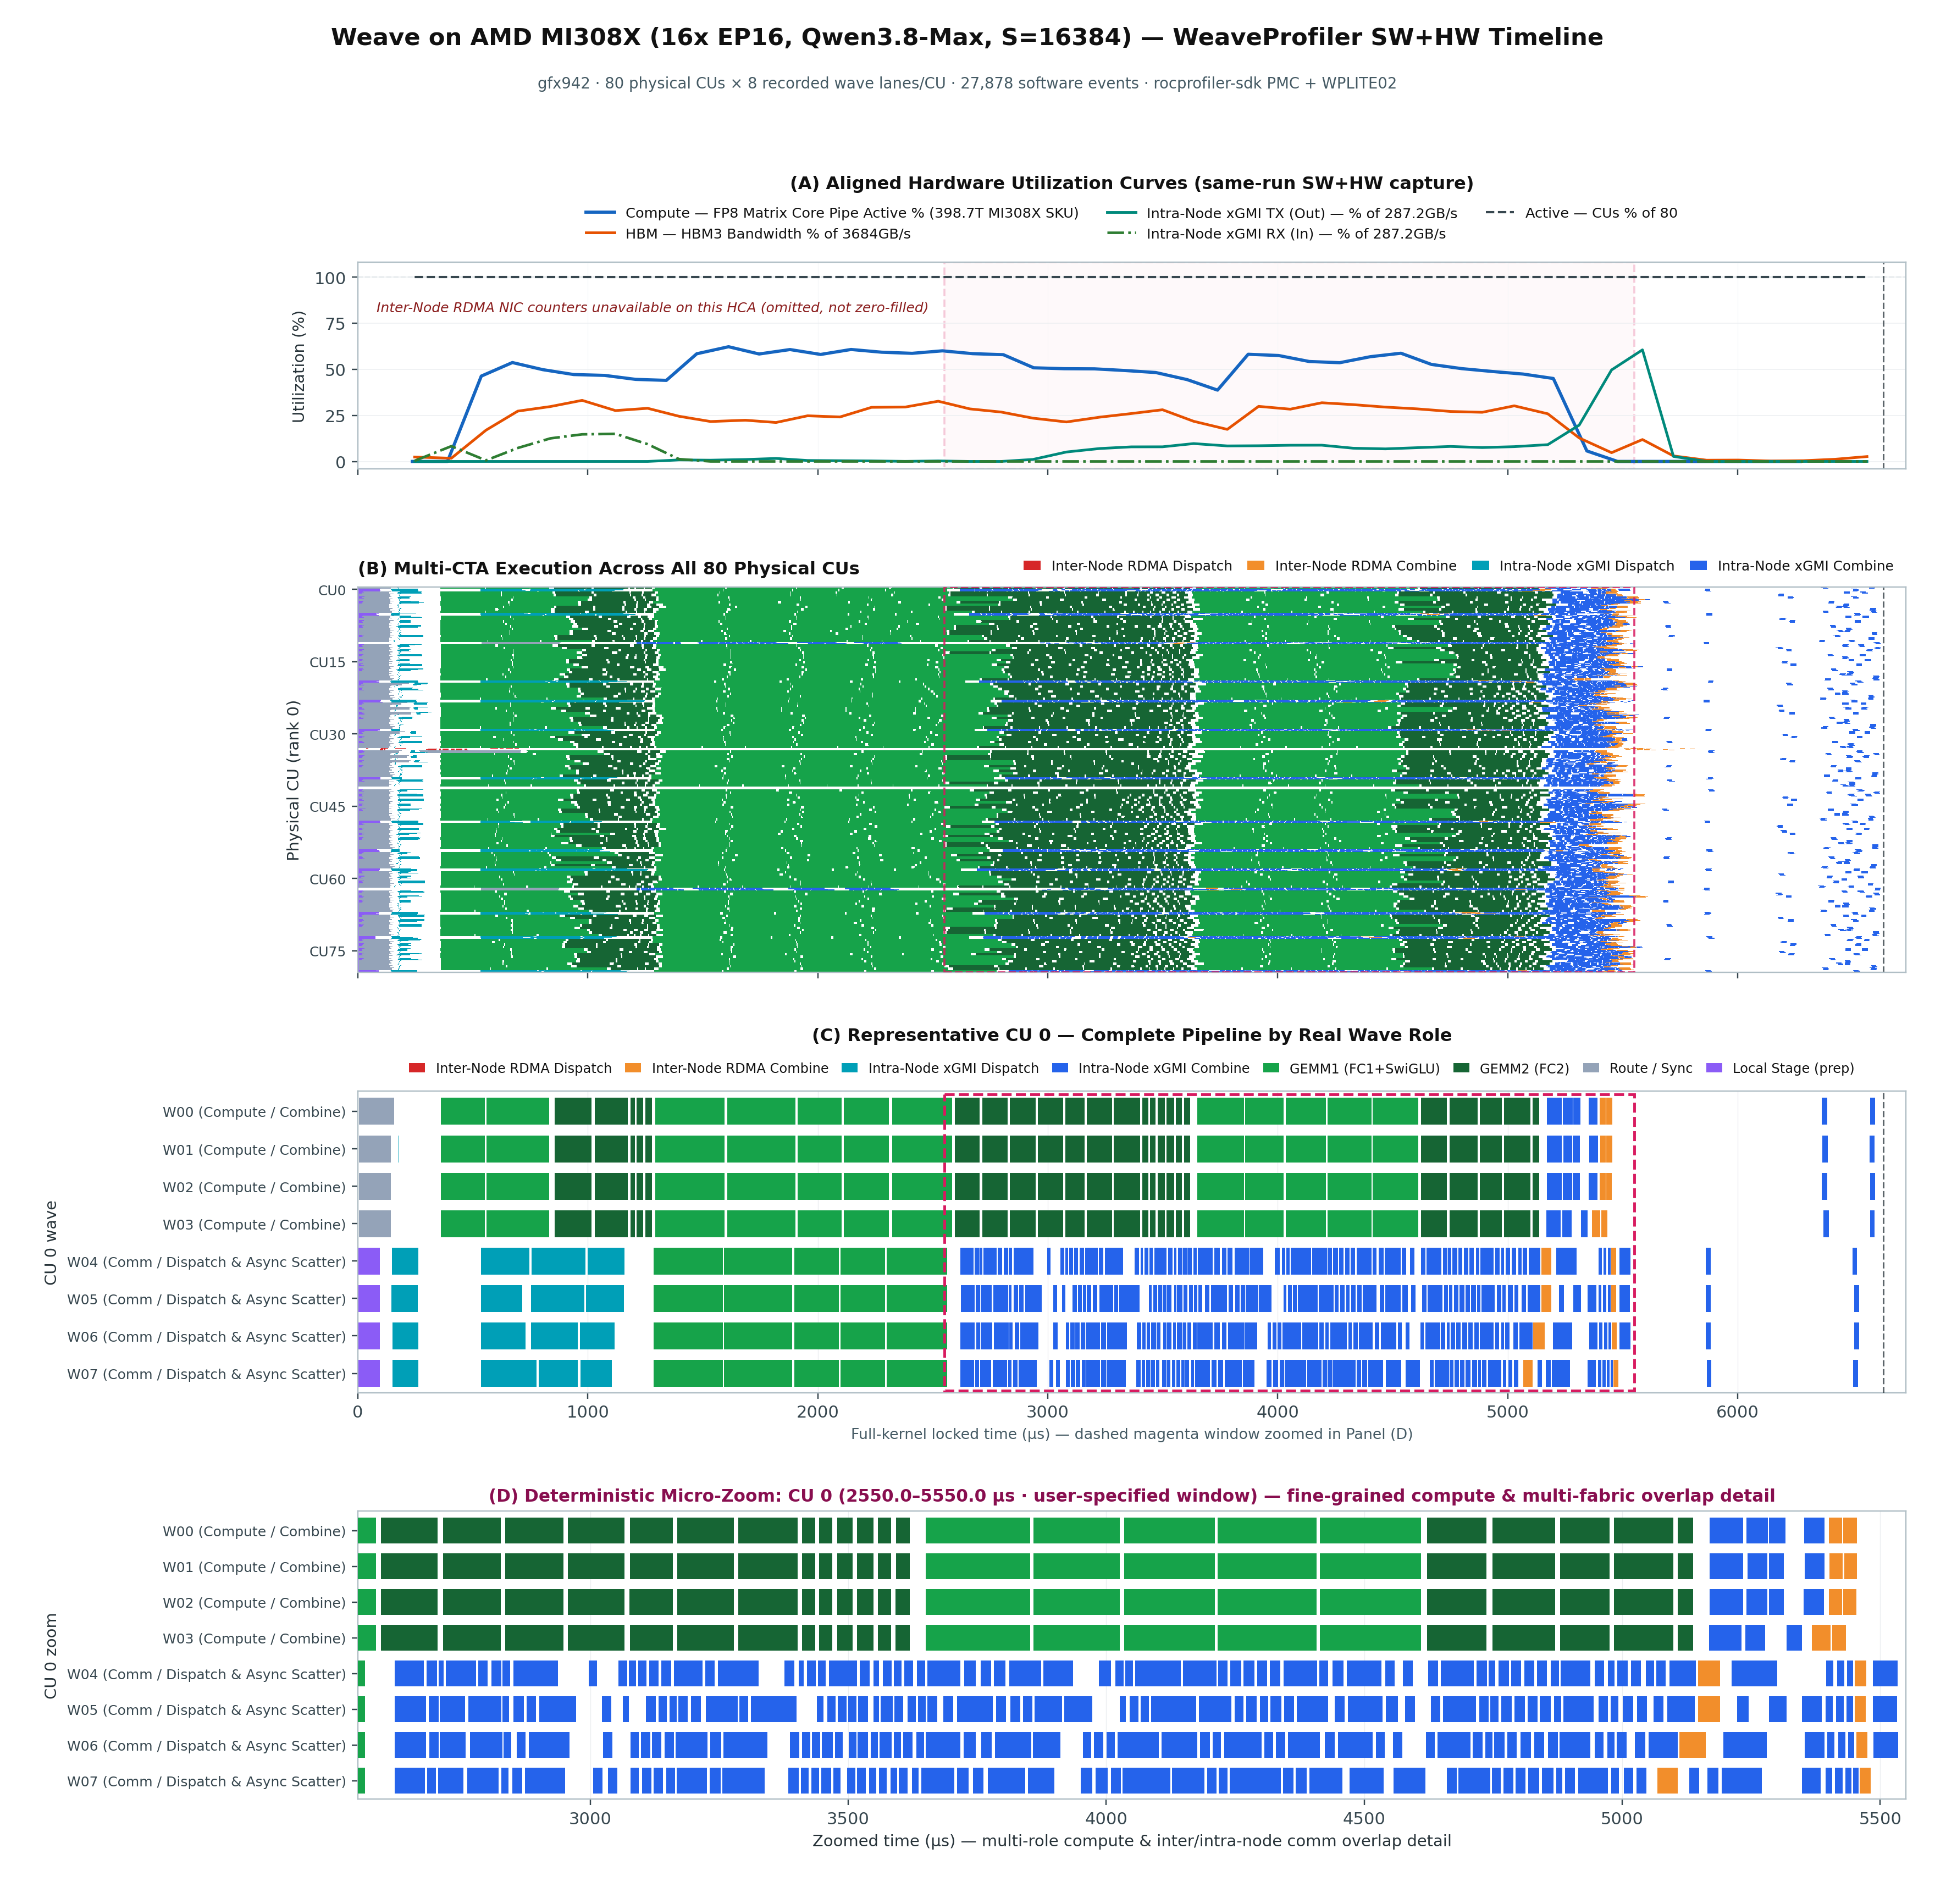 Weave on AMD MI308X (16x EP16, Qwen3.8-Max, S=16384) — WeaveProfiler SW+HW Timeline
gfx942 · 80 physical CUs × 8 recorded wave lanes/CU · 27,878 software events · rocprofiler-sdk PMC + WPLITE02
(A) Aligned Hardware Utilization Curves (same-run SW+HW capture)
Compute — FP8 Matrix Core Pipe Active % (398.7T MI308X SKU)
HBM — HBM3 Bandwidth % of 3684GB/s
Intra-Node xGMI TX (Out) — % of 287.2GB/s
Intra-Node xGMI RX (In) — % of 287.2GB/s
Active — CUs % of 80
Utilization (%)
100
75
50
25
0
Inter-Node RDMA NIC counters unavailable on this HCA (omitted, not zero-filled)
(B) Multi-CTA Execution Across All 80 Physical CUs
Inter-Node RDMA Dispatch
Inter-Node RDMA Combine
Intra-Node xGMI Dispatch
Intra-Node xGMI Combine
Physical CU (rank 0)
CU0
CU15
CU30
CU45
CU60
CU75
(C) Representative CU 0 — Complete Pipeline by Real Wave Role
Inter-Node RDMA Dispatch
Inter-Node RDMA Combine
Intra-Node xGMI Dispatch
Intra-Node xGMI Combine
GEMM1 (FC1+SwiGLU)
GEMM2 (FC2)
Route / Sync
Local Stage (prep)
CU 0 wave
W00 (Compute / Combine)
W01 (Compute / Combine)
W02 (Compute / Combine)
W03 (Compute / Combine)
W04 (Comm / Dispatch & Async Scatter)
W05 (Comm / Dispatch & Async Scatter)
W06 (Comm / Dispatch & Async Scatter)
W07 (Comm / Dispatch & Async Scatter)
0 1000 2000 3000 4000 5000 6000
Full-kernel locked time (μs) — dashed magenta window zoomed in Panel (D)
(D) Deterministic Micro-Zoom: CU 0 (2550.0–5550.0 μs · user-specified window) — fine-grained compute & multi-fabric overlap detail
CU 0 zoom
W00 (Compute / Combine)
W01 (Compute / Combine)
W02 (Compute / Combine)
W03 (Compute / Combine)
W04 (Comm / Dispatch & Async Scatter)
W05 (Comm / Dispatch & Async Scatter)
W06 (Comm / Dispatch & Async Scatter)
W07 (Comm / Dispatch & Async Scatter)
3000 3500 4000 4500 5000 5500
Zoomed time (μs) — multi-role compute & inter/intra-node comm overlap detail